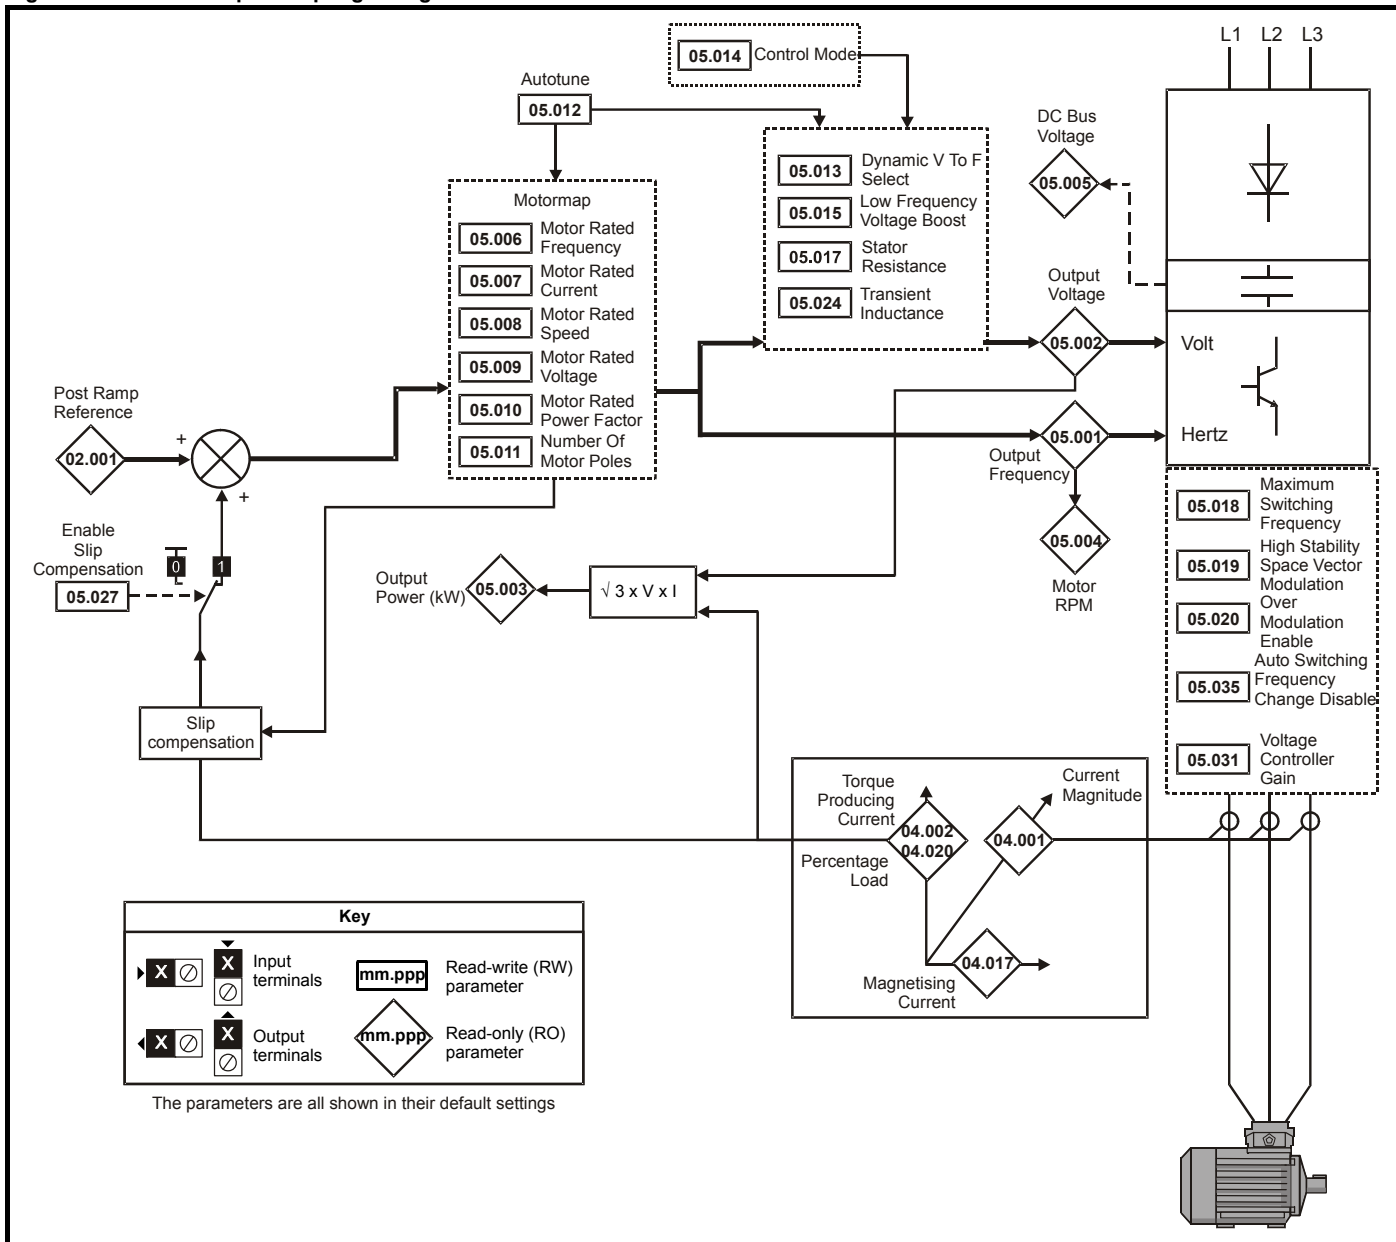 L1 L2 L3
05.014 Control Mode
Autotune
05.012
DC Bus
Voltage
05.005
05.013 Dynamic V To F
Select
05.015 Low Frequency
Voltage Boost
05.017 Stator
Resistance
05.024 Transient
Inductance
Motormap
05.006 Motor Rated
Frequency
05.007 Motor Rated
Current
05.008 Motor Rated
Speed
05.009 Motor Rated
Voltage
05.010 Motor Rated
Power Factor
05.011 Number Of
Motor Poles
Output
Voltage
05.002
Volt
Post Ramp
Reference
02.001
+
+
05.001
Output
Frequency
Hertz
05.004
Motor
RPM
Enable
Slip
Compensation
05.027
0 1
Output
Power (kW)
05.003
√ 3 x V x I
05.018 Maximum
Switching
Frequency
05.019 High Stability
Space Vector
Modulation
05.020 Over
Modulation
Enable
05.035 Auto Switching
Frequency
Change Disable
05.031 Voltage
Controller
Gain
Slip
compensation
Torque
Producing
Current
04.002
04.020
Percentage
Load
Current
Magnitude
04.001
04.017
Magnetising
Current
Key
X X Input
terminals
mm.ppp Read-write (RW)
parameter
X X Output
terminals
mm.ppp Read-only (RO)
parameter
The parameters are all shown in their default settings